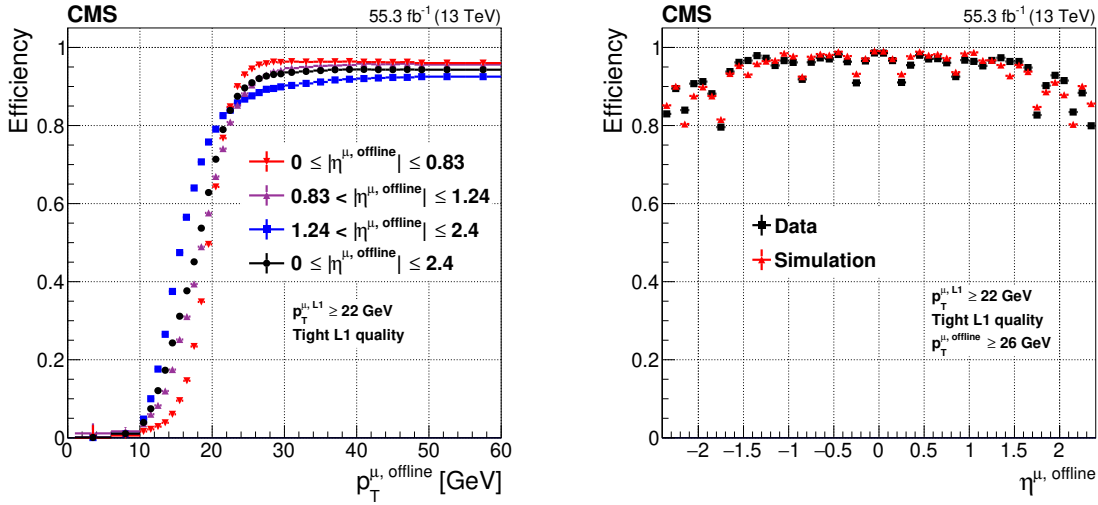 CMS 55.3 fb⁻¹ (13 TeV)
Efficiency
1
0.8
0.6
0.4
0.2
0
0 ≤ |η^{μ, offline}| ≤ 0.83
0.83 < |η^{μ, offline}| ≤ 1.24
1.24 < |η^{μ, offline}| ≤ 2.4
0 ≤ |η^{μ, offline}| ≤ 2.4
p_T^{μ, L1} ≥ 22 GeV
Tight L1 quality
0 10 20 30 40 50 60
p_T^{μ, offline} [GeV]
CMS 55.3 fb⁻¹ (13 TeV)
Efficiency
1
0.8
0.6
0.4
0.2
0
Data
Simulation
p_T^{μ, L1} ≥ 22 GeV
Tight L1 quality
p_T^{μ, offline} ≥ 26 GeV
−2 −1.5 −1 −0.5 0 0.5 1 1.5 2
η^{μ, offline}